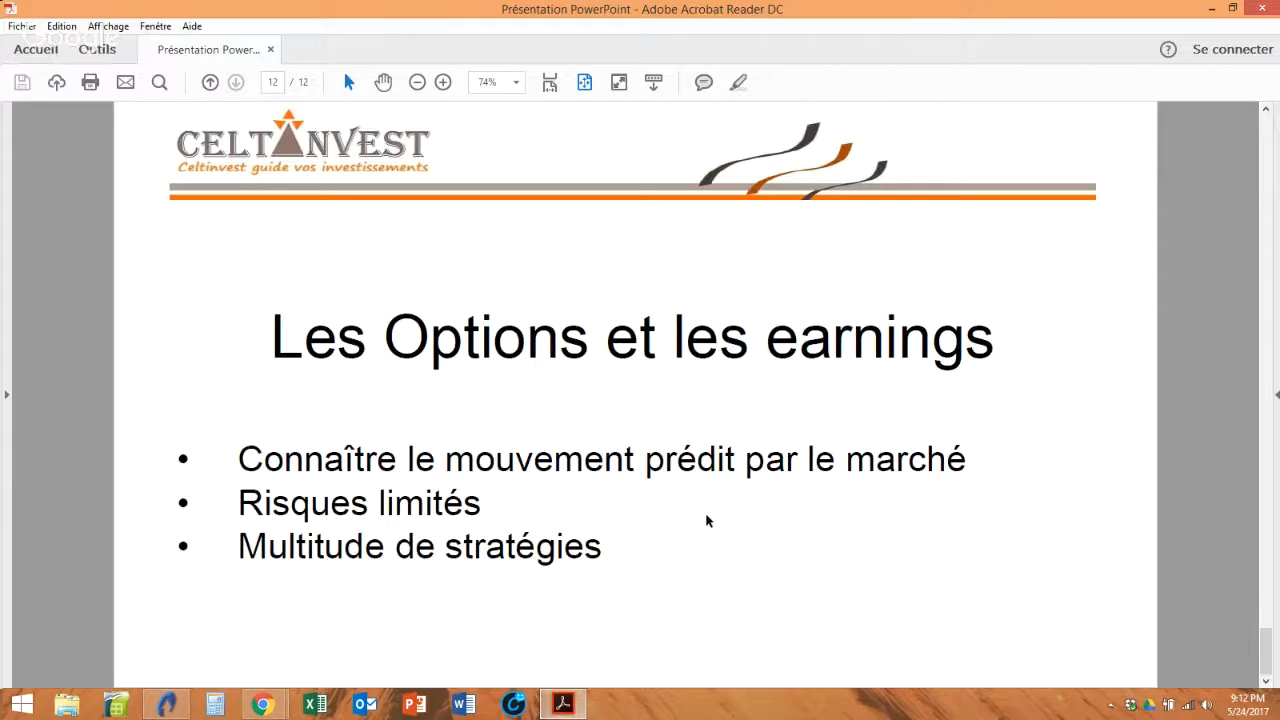 Présentation PowerPoint - Adobe Acrobat Reader DC
Fichier Edition Affichage Fenêtre Aide
Google
Accueil Outils Présentation Power... × Se connecter
12 / 12 74%
CELTINVEST
Celtinvest guide vos investissements
Les Options et les earnings
• Connaître le mouvement prédit par le marché
• Risques limités
• Multitude de stratégies
9:12 PM
5/24/2017